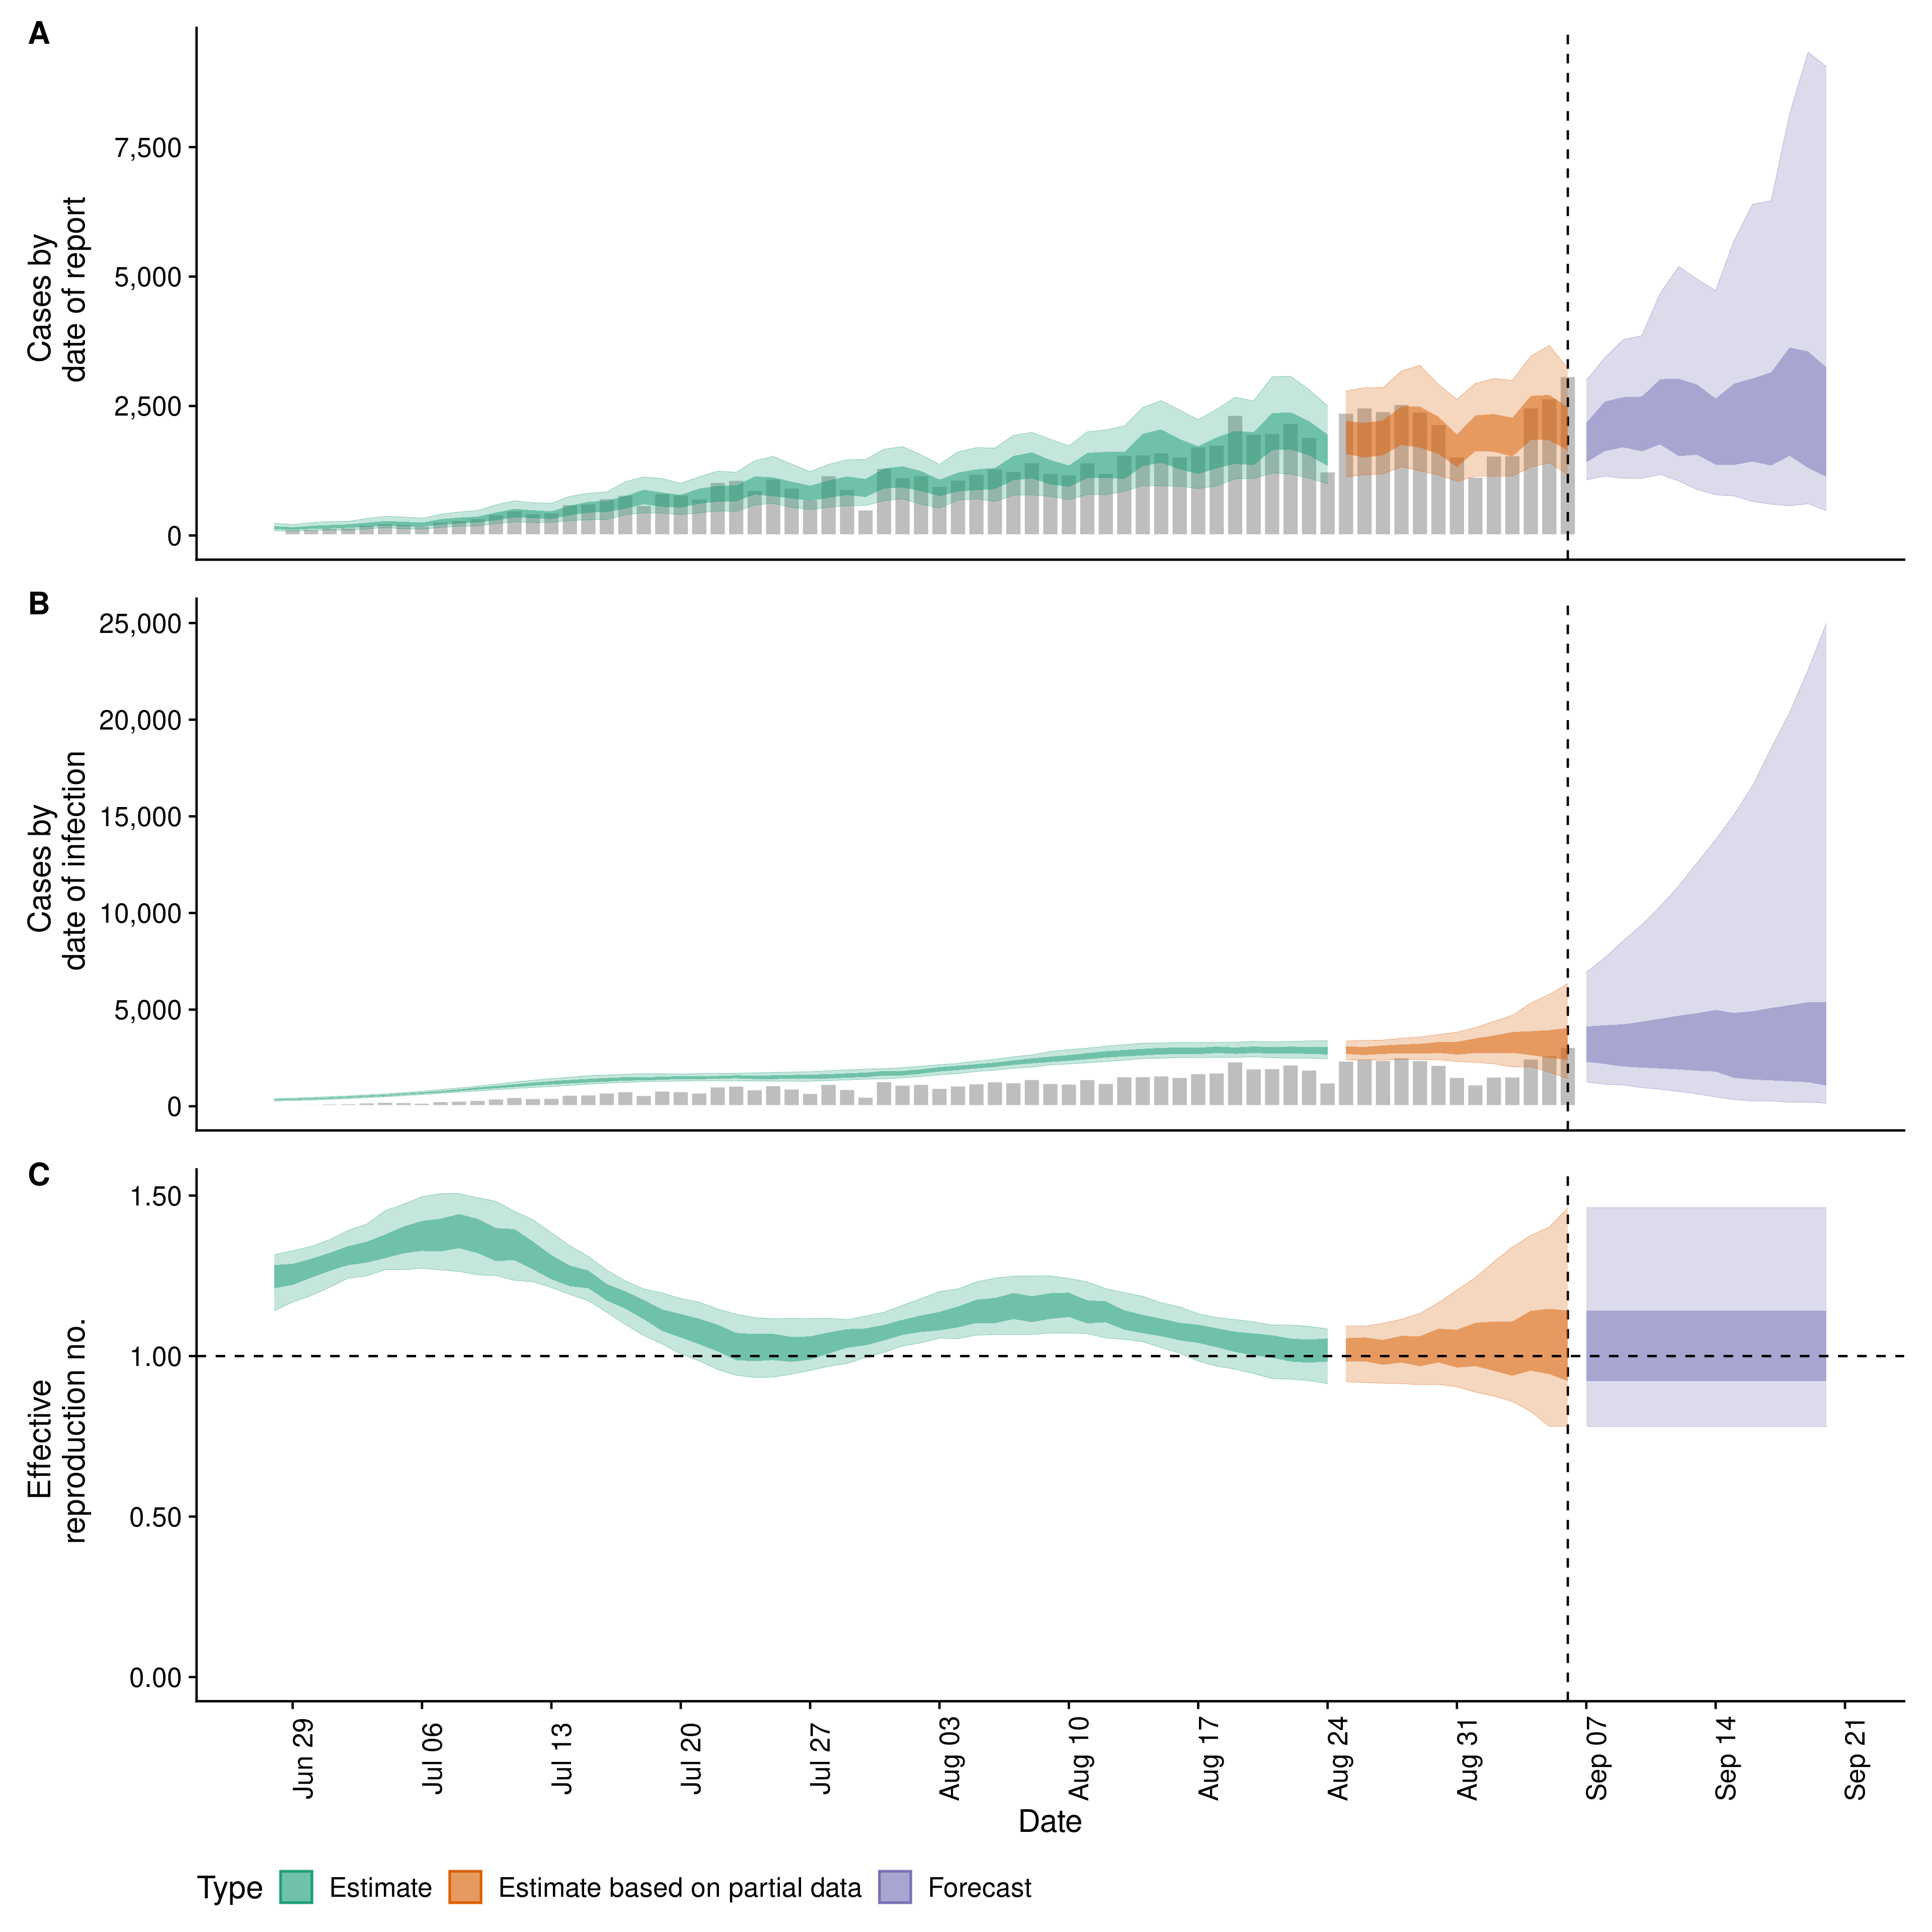 A
Cases by
date of report
7,500
5,000
2,500
0
B
Cases by
date of infection
25,000
20,000
15,000
10,000
5,000
0
C
Effective
reproduction no.
1.50
1.00
0.50
0.00
Jun 29
Jul 06
Jul 13
Jul 20
Jul 27
Aug 03
Aug 10
Aug 17
Aug 24
Aug 31
Sep 07
Sep 14
Sep 21
Date
Type Estimate Estimate based on partial data Forecast